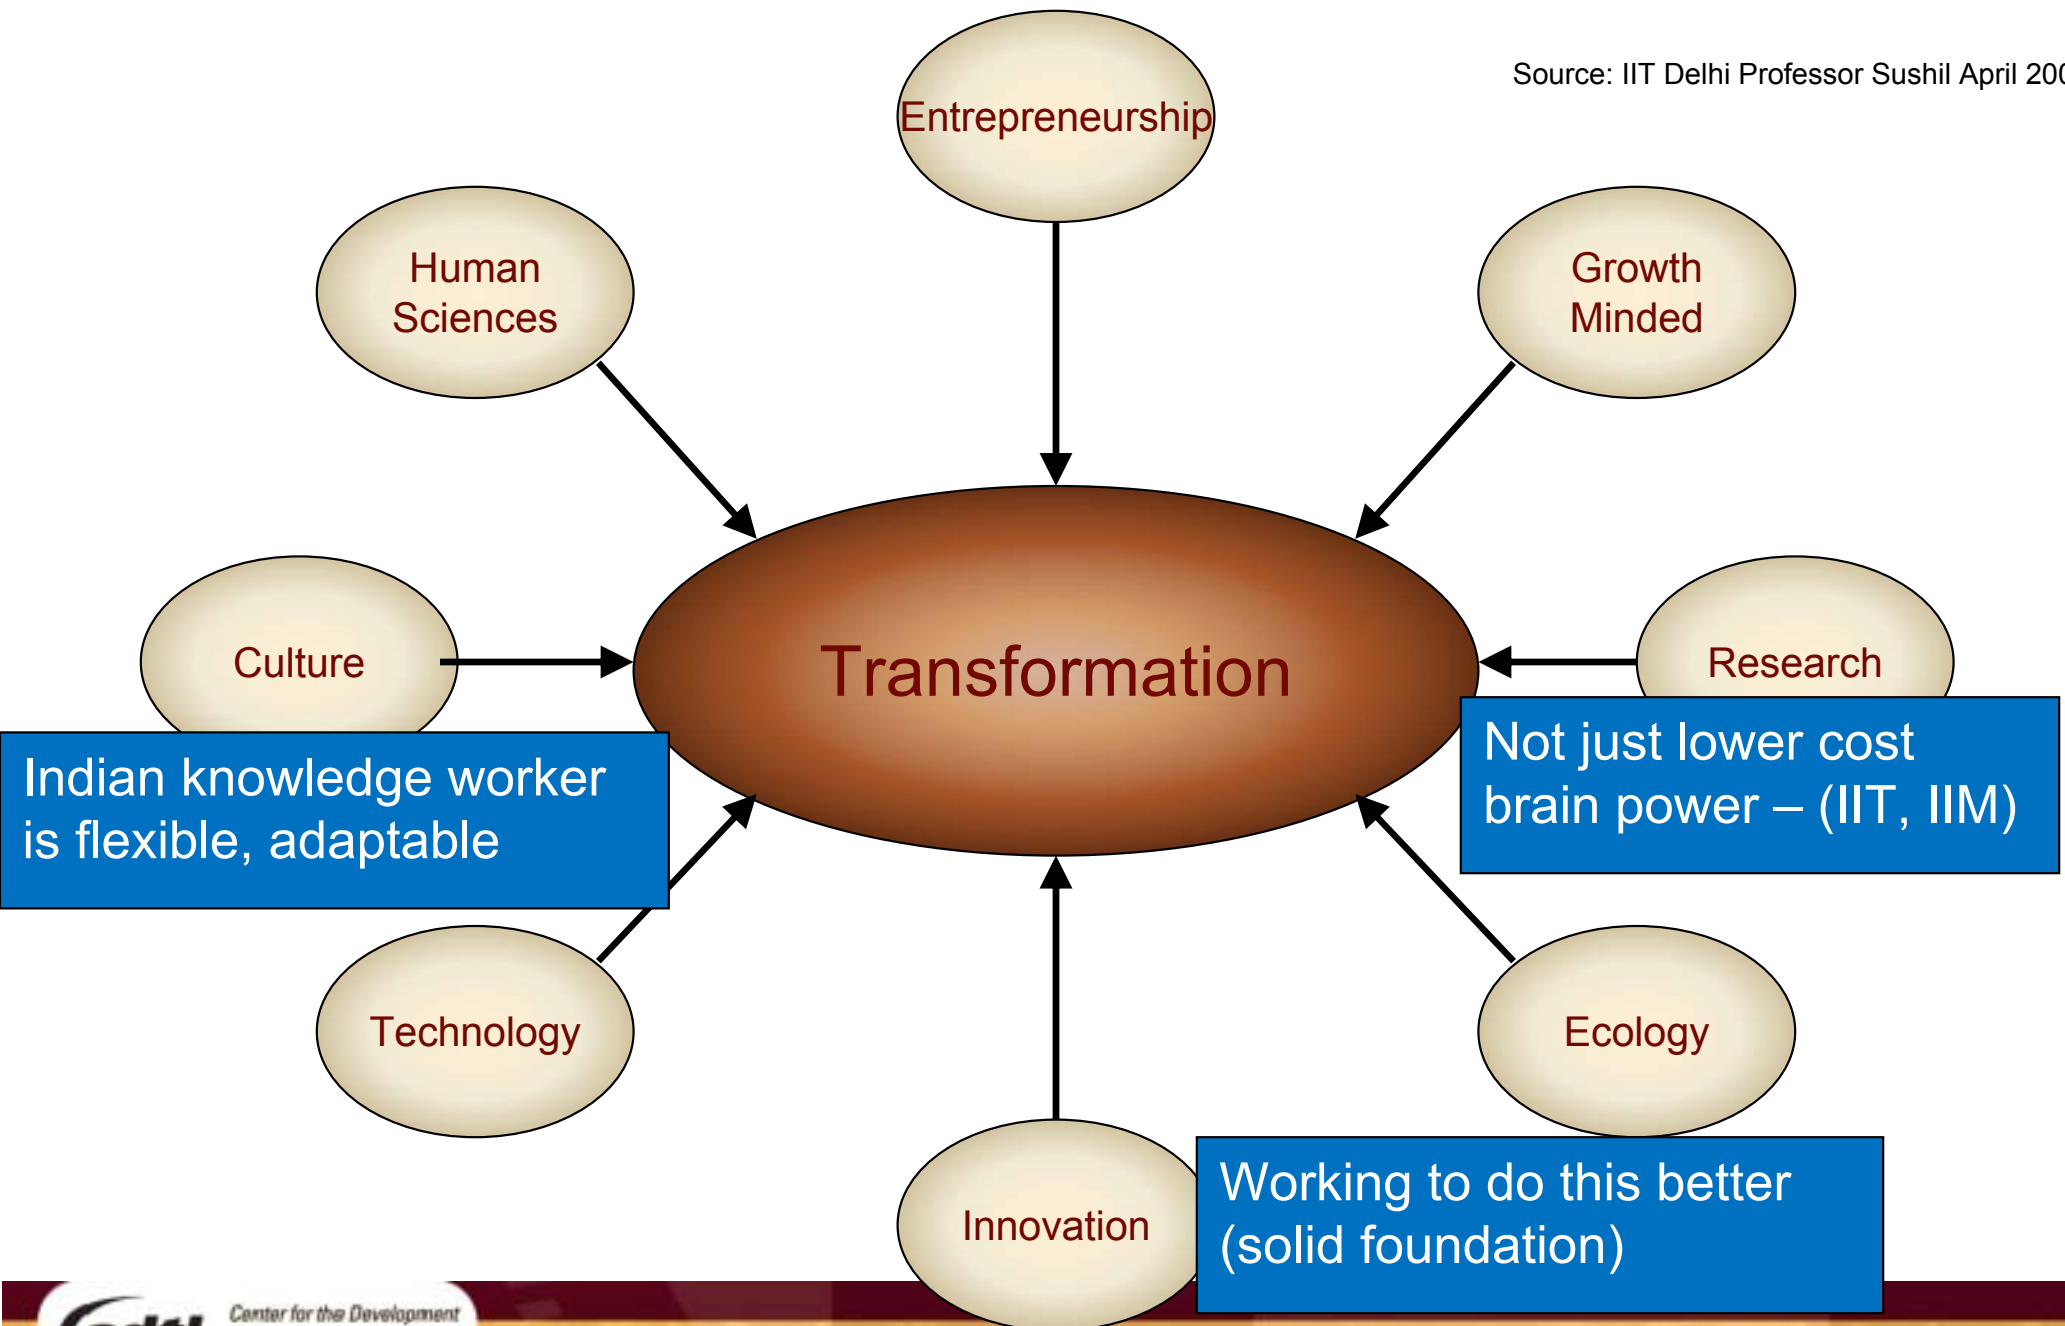 Source: IIT Delhi Professor Sushil April 200
Entrepreneurship
Human
Sciences
Growth
Minded
Culture
Transformation
Research
Indian knowledge worker
is flexible, adaptable
Not just lower cost
brain power – (IIT, IIM)
Technology
Ecology
Innovation
Working to do this better
(solid foundation)
Center for the Development